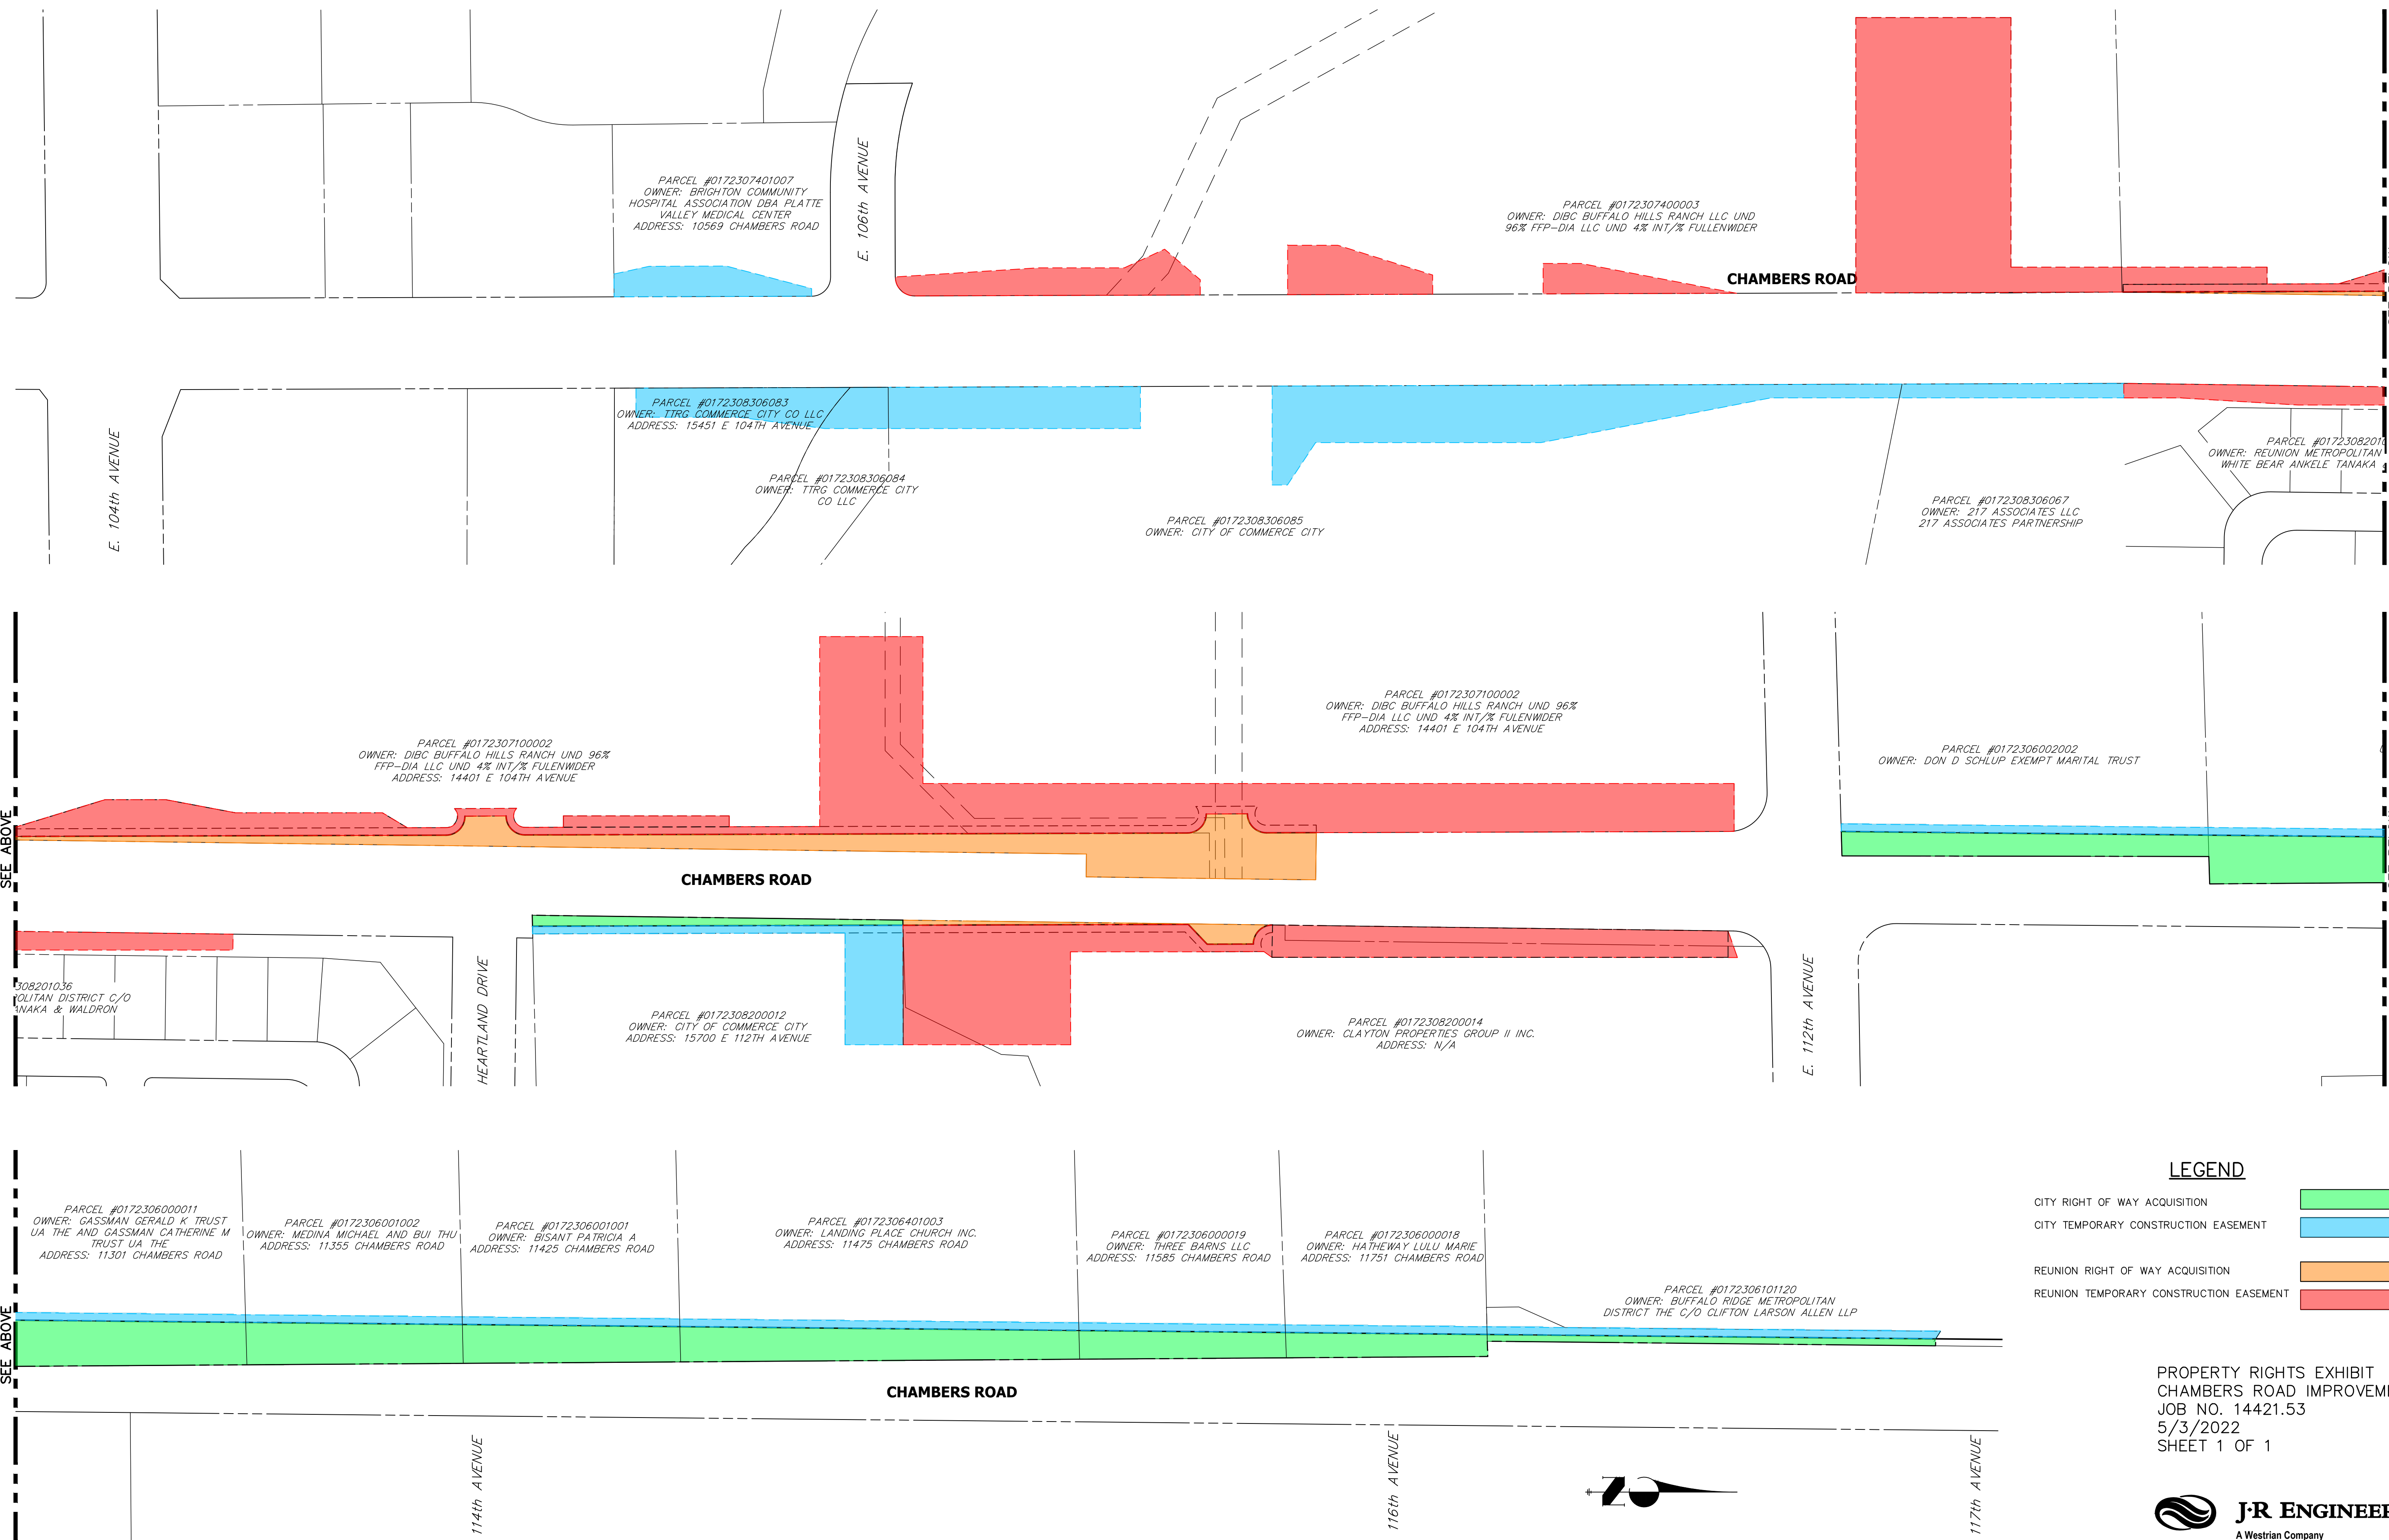 PARCEL #0172307401007
OWNER: BRIGHTON COMMUNITY
HOSPITAL ASSOCIATION DBA PLATTE
VALLEY MEDICAL CENTER
ADDRESS: 10569 CHAMBERS ROAD
E. 106th AVENUE
PARCEL #0172307400003
OWNER: DIBC BUFFALO HILLS RANCH LLC UND
96% FFP-DIA LLC UND 4% INT/% FULLENWIDER
CHAMBERS ROAD
E. 104th AVENUE
PARCEL #0172308306083
OWNER: TTRG COMMERCE CITY CO LLC
ADDRESS: 15451 E 104TH AVENUE
PARCEL #0172308306084
OWNER: TTRG COMMERCE CITY
CO LLC
PARCEL #0172308306085
OWNER: CITY OF COMMERCE CITY
PARCEL #0172308306067
OWNER: 217 ASSOCIATES LLC
217 ASSOCIATES PARTNERSHIP
PARCEL #01723082010
OWNER: REUNION METROPOLITAN
WHITE BEAR ANKELE TANAKA
SEE ABOVE
PARCEL #0172307100002
OWNER: DIBC BUFFALO HILLS RANCH UND 96%
FFP-DIA LLC UND 4% INT/% FULENWIDER
ADDRESS: 14401 E 104TH AVENUE
PARCEL #0172307100002
OWNER: DIBC BUFFALO HILLS RANCH UND 96%
FFP-DIA LLC UND 4% INT/% FULENWIDER
ADDRESS: 14401 E 104TH AVENUE
PARCEL #0172306002002
OWNER: DON D SCHLUP EXEMPT MARITAL TRUST
CHAMBERS ROAD
308201036
OLITAN DISTRICT C/O
ANAKA & WALDRON
HEARTLAND DRIVE
PARCEL #0172308200012
OWNER: CITY OF COMMERCE CITY
ADDRESS: 15700 E 112TH AVENUE
PARCEL #0172308200014
OWNER: CLAYTON PROPERTIES GROUP II INC.
ADDRESS: N/A
E. 112th AVENUE
SEE ABOVE
PARCEL #0172306000011
OWNER: GASSMAN GERALD K TRUST
UA THE AND GASSMAN CATHERINE M
TRUST UA THE
ADDRESS: 11301 CHAMBERS ROAD
PARCEL #0172306001002
OWNER: MEDINA MICHAEL AND BUI THU
ADDRESS: 11355 CHAMBERS ROAD
PARCEL #0172306001001
OWNER: BISANT PATRICIA A
ADDRESS: 11425 CHAMBERS ROAD
PARCEL #0172306401003
OWNER: LANDING PLACE CHURCH INC.
ADDRESS: 11475 CHAMBERS ROAD
PARCEL #0172306000019
OWNER: THREE BARNS LLC
ADDRESS: 11585 CHAMBERS ROAD
PARCEL #0172306000018
OWNER: HATHEWAY LULU MARIE
ADDRESS: 11751 CHAMBERS ROAD
PARCEL #0172306101120
OWNER: BUFFALO RIDGE METROPOLITAN
DISTRICT THE C/O CLIFTON LARSON ALLEN LLP
CHAMBERS ROAD
114th AVENUE
116th AVENUE
117th AVENUE
N
LEGEND
CITY RIGHT OF WAY ACQUISITION
CITY TEMPORARY CONSTRUCTION EASEMENT
REUNION RIGHT OF WAY ACQUISITION
REUNION TEMPORARY CONSTRUCTION EASEMENT
PROPERTY RIGHTS EXHIBIT
CHAMBERS ROAD IMPROVEM
JOB NO. 14421.53
5/3/2022
SHEET 1 OF 1
J·R ENGINEER
A Westrian Company